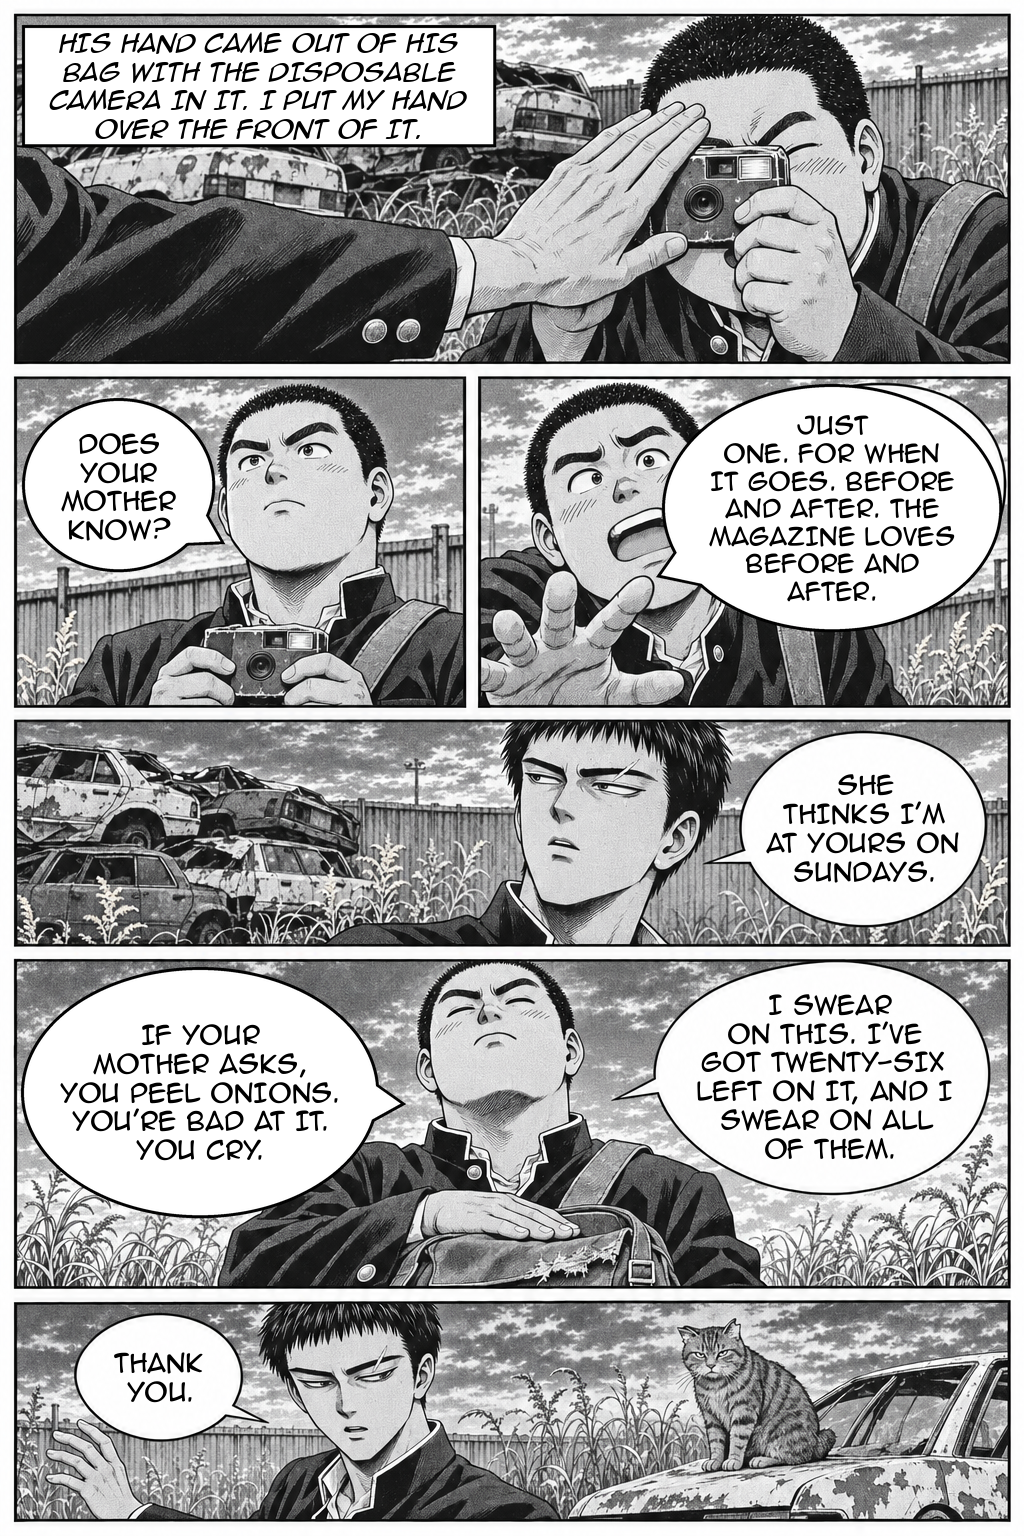 HIS HAND CAME OUT OF HIS
BAG WITH THE DISPOSABLE
CAMERA IN IT. I PUT MY HAND
OVER THE FRONT OF IT.
DOES
YOUR
MOTHER
KNOW?
JUST
ONE. FOR WHEN
IT GOES. BEFORE
AND AFTER. THE
MAGAZINE LOVES
BEFORE AND
AFTER.
SHE
THINKS I'M
AT YOURS ON
SUNDAYS.
IF YOUR
MOTHER ASKS,
YOU PEEL ONIONS.
YOU'RE BAD AT IT.
YOU CRY.
I SWEAR
ON THIS. I'VE
GOT TWENTY-SIX
LEFT ON IT, AND I
SWEAR ON ALL
OF THEM.
THANK
YOU.